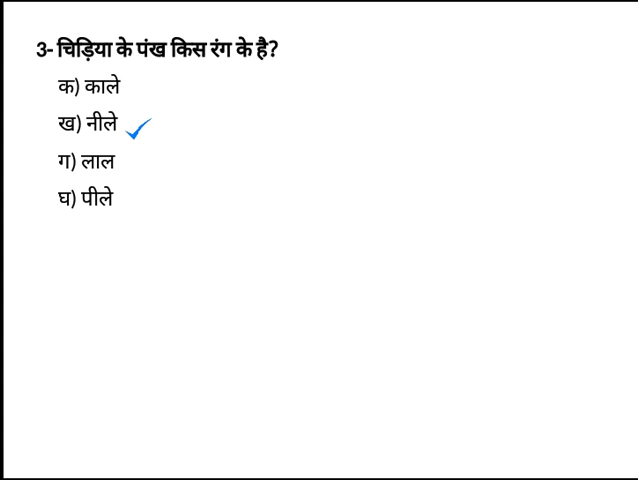 3- चिड़िया के पंख किस रंग के है?
क) काले
ख) नीले
ग) लाल
घ) पीले